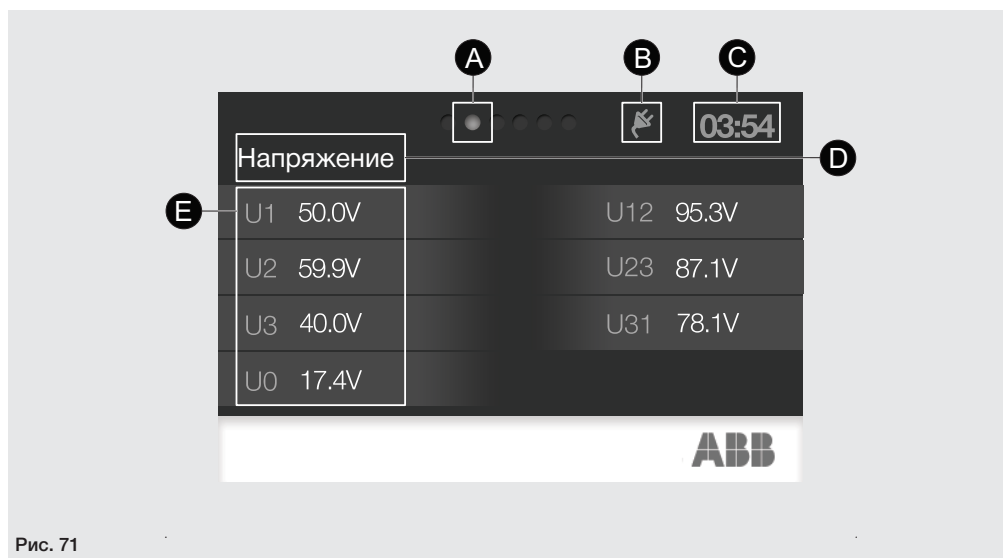 A B C
03:54
Напряжение D
E U1 50.0V U12 95.3V
U2 59.9V U23 87.1V
U3 40.0V U31 78.1V
U0 17.4V
ABB
Рис. 71